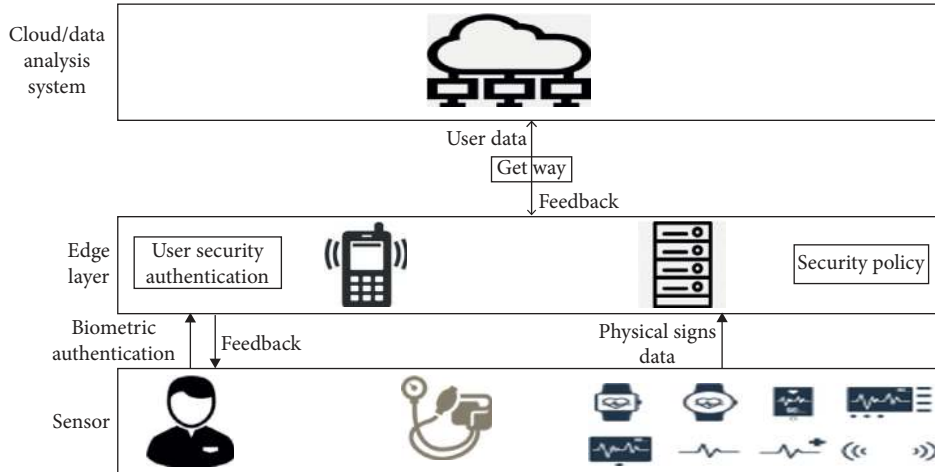 Cloud/data
analysis
system
User data
Get way
Feedback
Edge
layer
User security
authentication
Security policy
Biometric
authentication
Feedback
Physical signs
data
Sensor